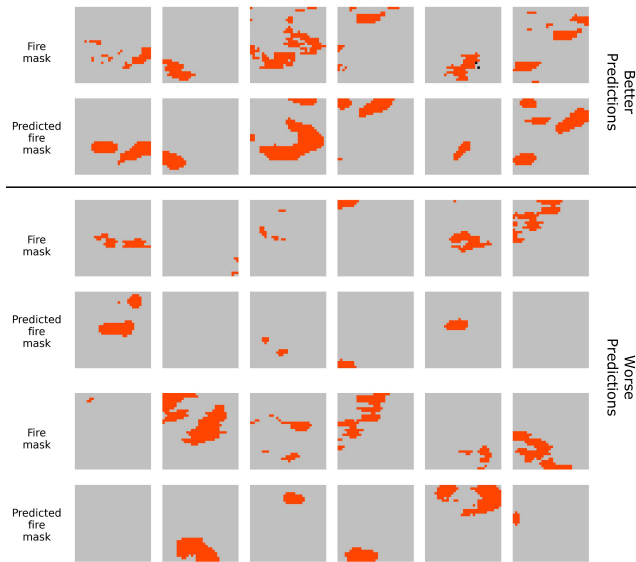 Fire
mask
Predicted
fire
mask
Better
Predictions
Fire
mask
Predicted
fire
mask
Worse
Predictions
Fire
mask
Predicted
fire
mask